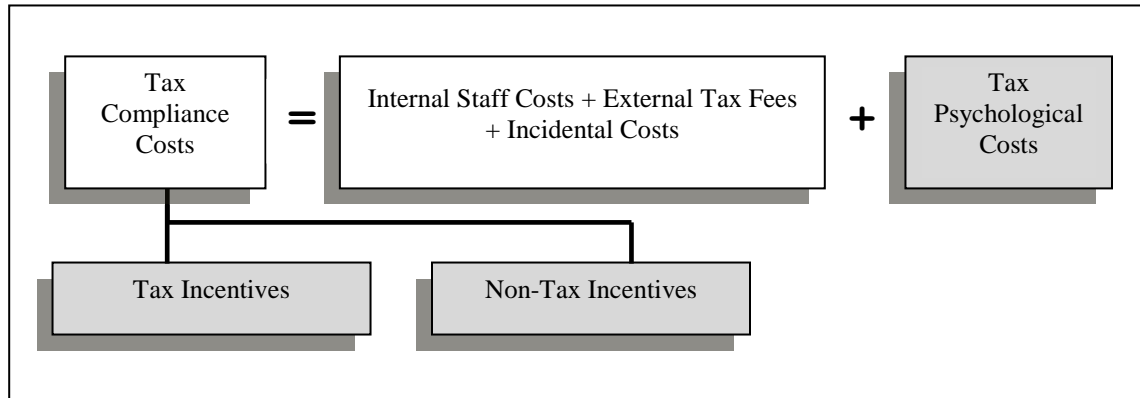 Tax
Compliance
Costs
=
Internal Staff Costs + External Tax Fees
+ Incidental Costs
+
Tax
Psychological
Costs
Tax Incentives
Non-Tax Incentives